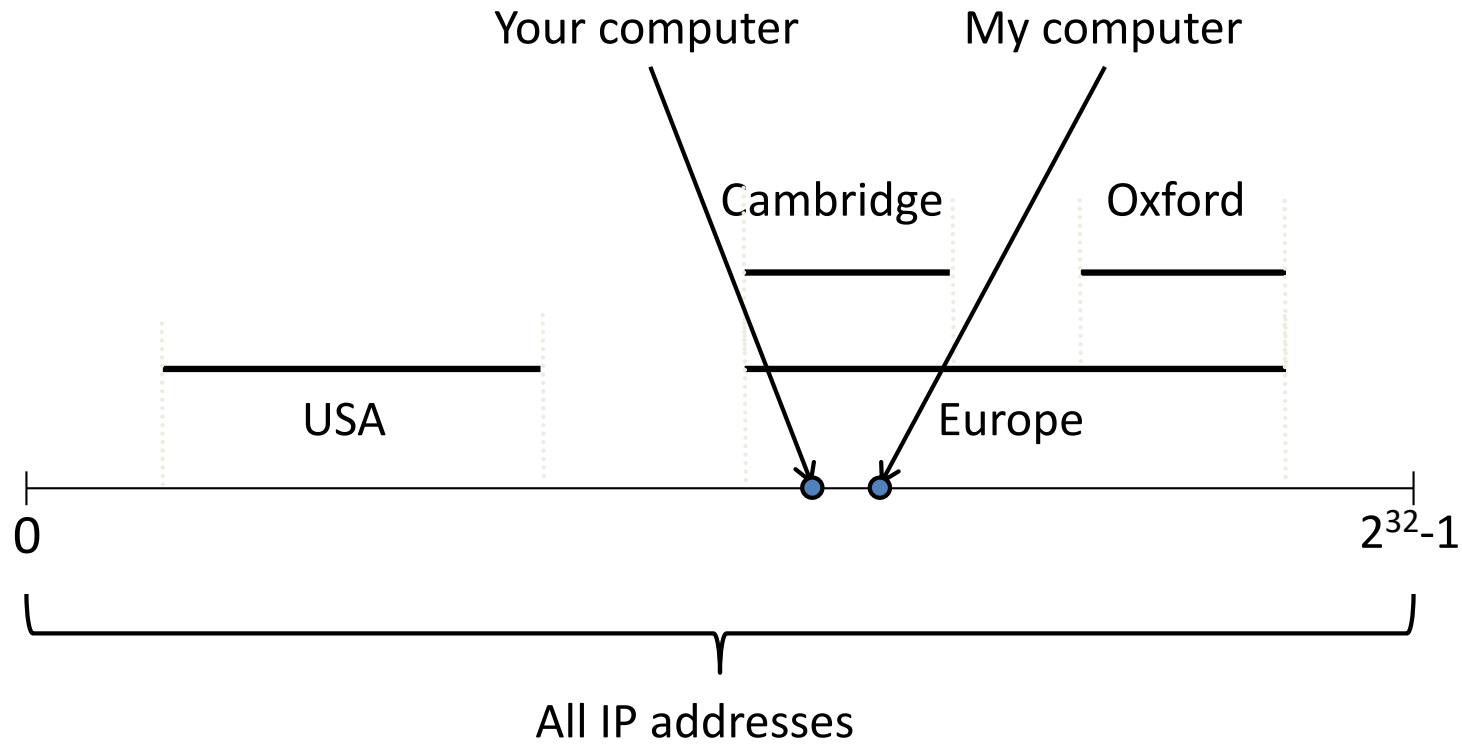 Your computer
My computer
Cambridge
Oxford
USA
Europe
0
2³²-1
All IP addresses